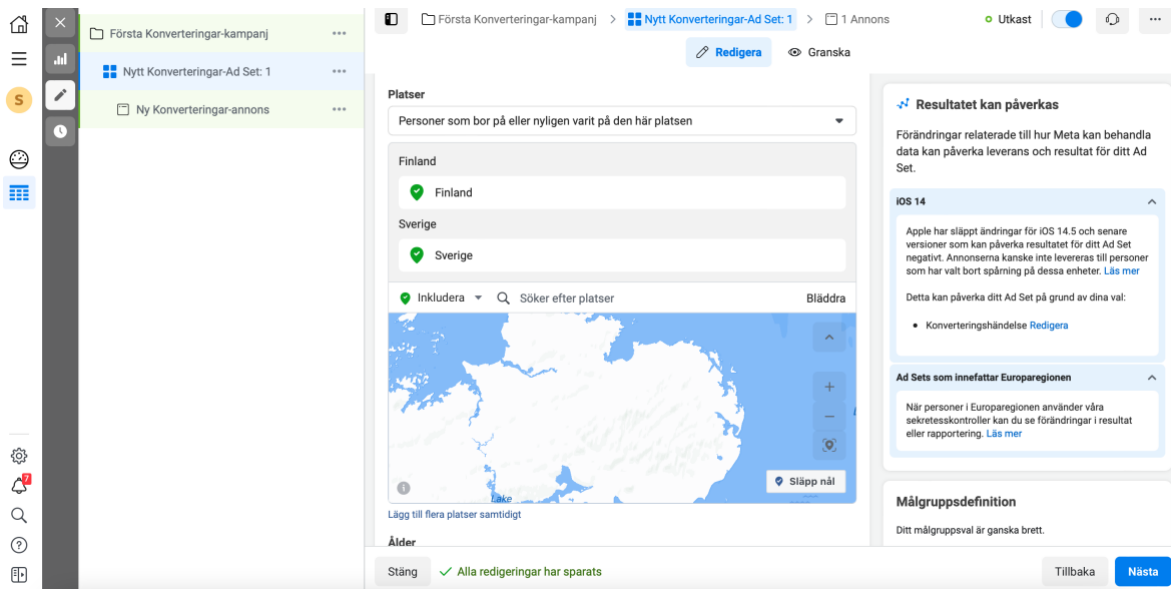 Första Konverteringar-kampanj > Nytt Konverteringar-Ad Set: 1 > 1 Annons
Utkast
Första Konverteringar-kampanj
Nytt Konverteringar-Ad Set: 1
Ny Konverteringar-annons
S
7
Redigera
Granska
Platser
Personer som bor på eller nyligen varit på den här platsen
Finland
Finland
Sverige
Sverige
Inkludera
Söker efter platser
Bläddra
Lake
Släpp nål
Lägg till flera platser samtidigt
Ålder
Stäng
Alla redigeringar har sparats
Resultatet kan påverkas
Förändringar relaterade till hur Meta kan behandla
data kan påverka leverans och resultat för ditt Ad
Set.
iOS 14
Apple har släppt ändringar för iOS 14.5 och senare
versioner som kan påverka resultatet för ditt Ad Set
negativt. Annonserna kanske inte levereras till personer
som har valt bort spårning på dessa enheter. Läs mer
Detta kan påverka ditt Ad Set på grund av dina val:
• Konverteringshändelse Redigera
Ad Sets som innefattar Europaregionen
När personer i Europaregionen använder våra
sekretesskontroller kan du se förändringar i resultat
eller rapportering. Läs mer
Målgruppsdefinition
Ditt målgruppsval är ganska brett.
Tillbaka
Nästa